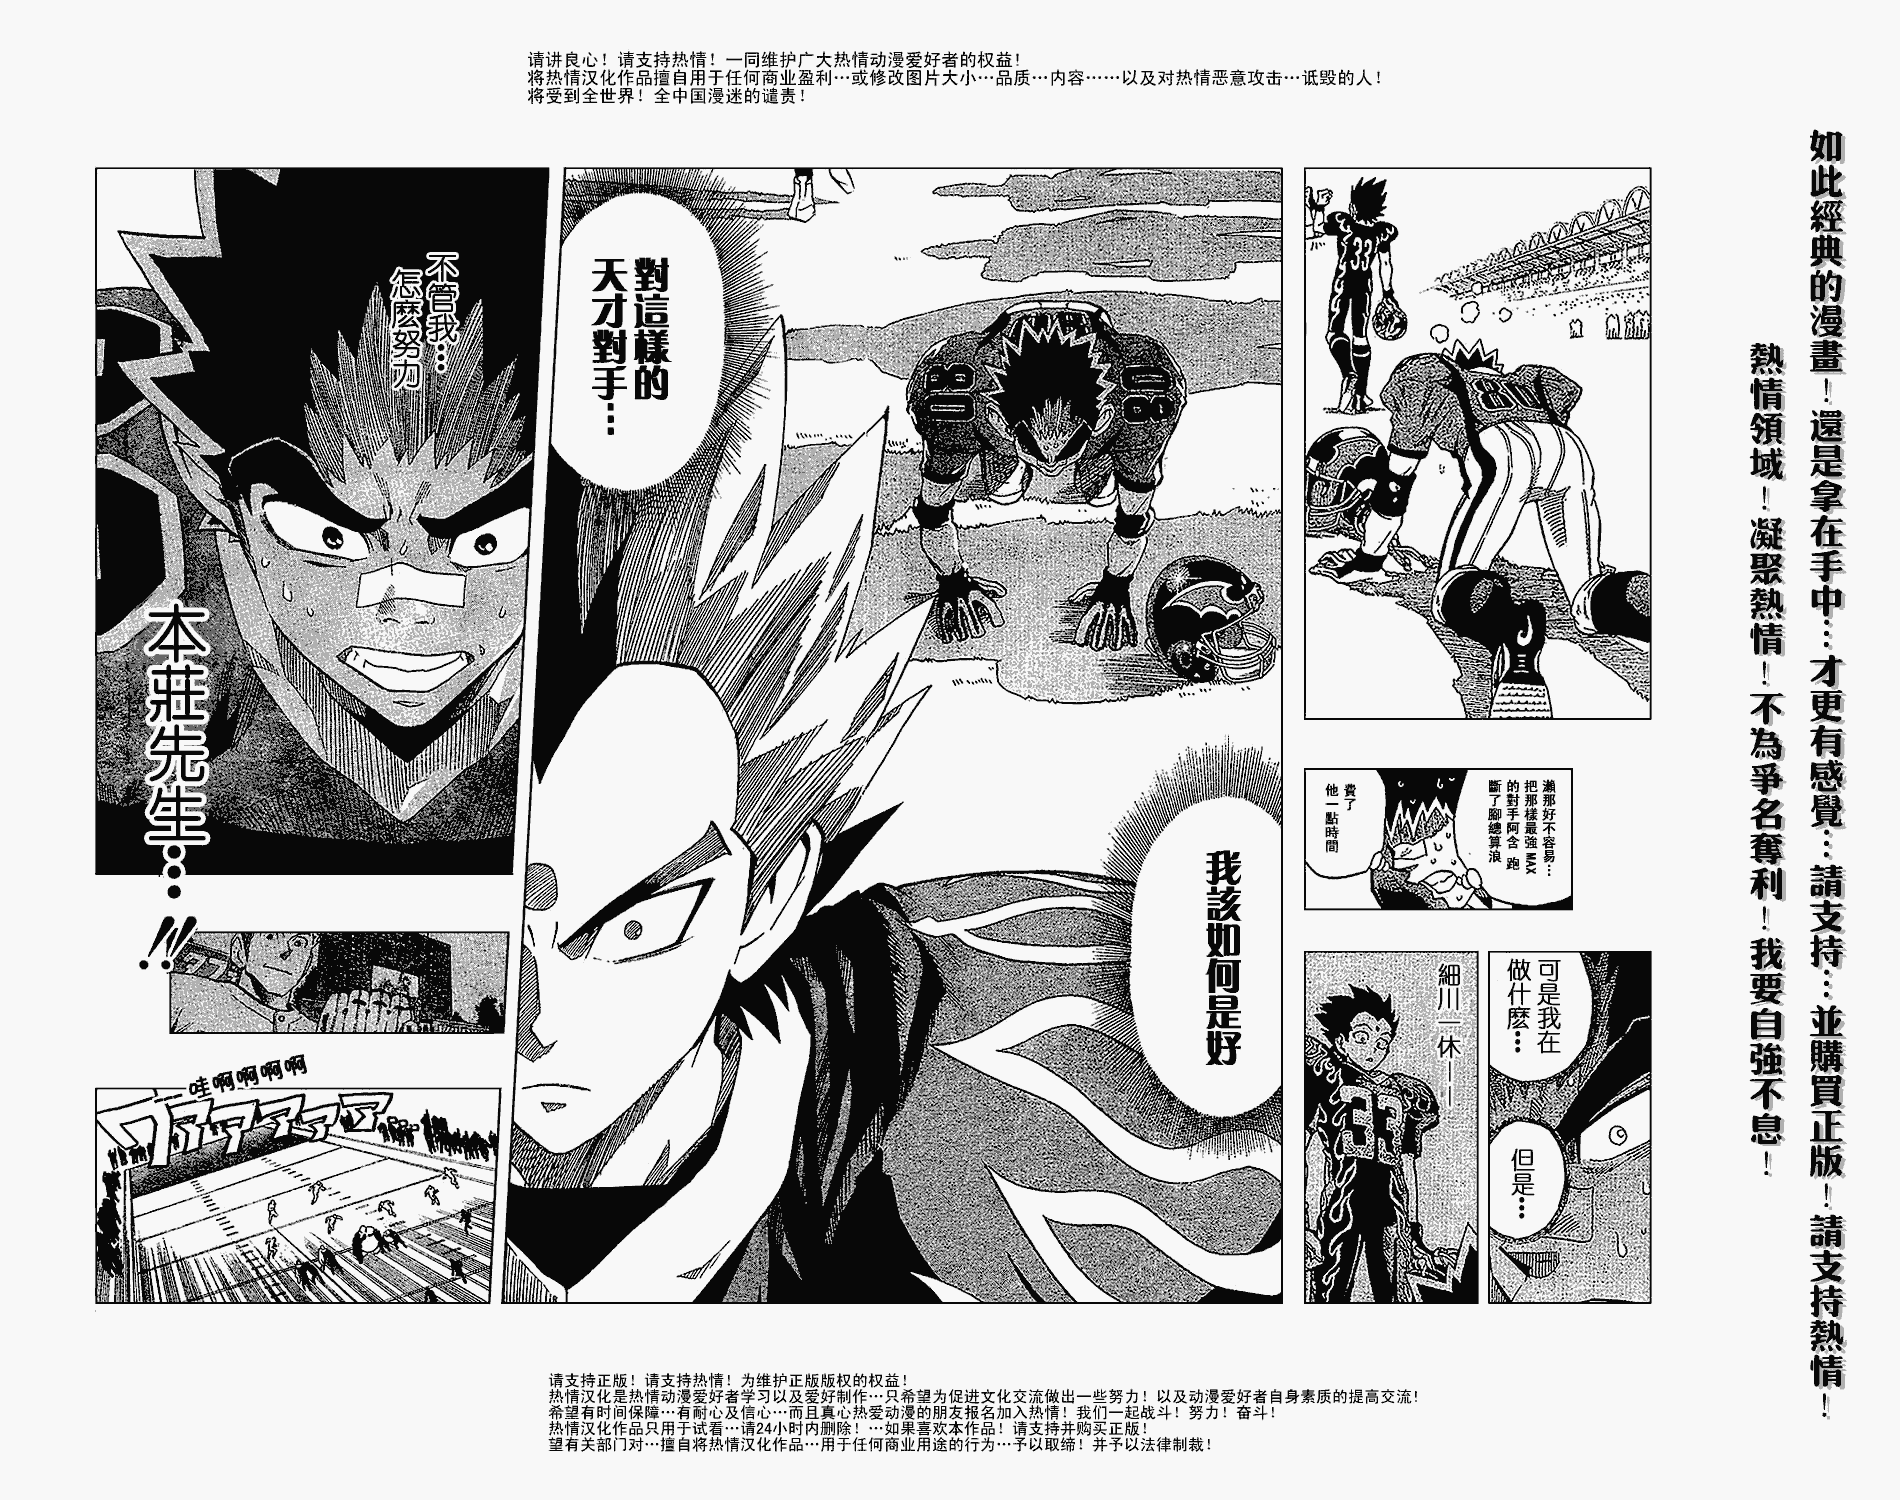 请讲良心！请支持热情！一同维护广大热情动漫爱好者的权益！
将热情汉化作品擅自用于任何商业盈利…或修改图片大小…品质…内容……以及对热情恶意攻击…诋毁的人！
将受到全世界！全中国漫迷的谴责！
如此經典的漫畫！還是拿在手中…才更有感覺…請支持…並購買正版！請支持熱情！
熱情領域！凝聚熱情！不為爭名奪利！我要自強不息！
33
80
瀨那好不容易…
把那樣最強MAX
的對手阿含 跑
斷了腳總算浪
費了
他一點時間
可是我在
做什麼…
但是…
細川一休——
33
80
80
對這樣的
天才對手…
我該如何是好
不管我…
怎麼努力
本莊先生…!!
哇啊啊啊啊
ワアアアアア
请支持正版！请支持热情！为维护正版版权的权益！
热情汉化是热情动漫爱好者学习以及爱好制作…只希望为促进文化交流做出一些努力！以及动漫爱好者自身素质的提高交流！
希望有时间保障…有耐心及信心…而且真心热爱动漫的朋友报名加入热情！我们一起战斗！努力！奋斗！
热情汉化作品只用于试看…请24小时内删除！…如果喜欢本作品！请支持并购买正版！
望有关部门对…擅自将热情汉化作品…用于任何商业用途的行为…予以取缔！并予以法律制裁！